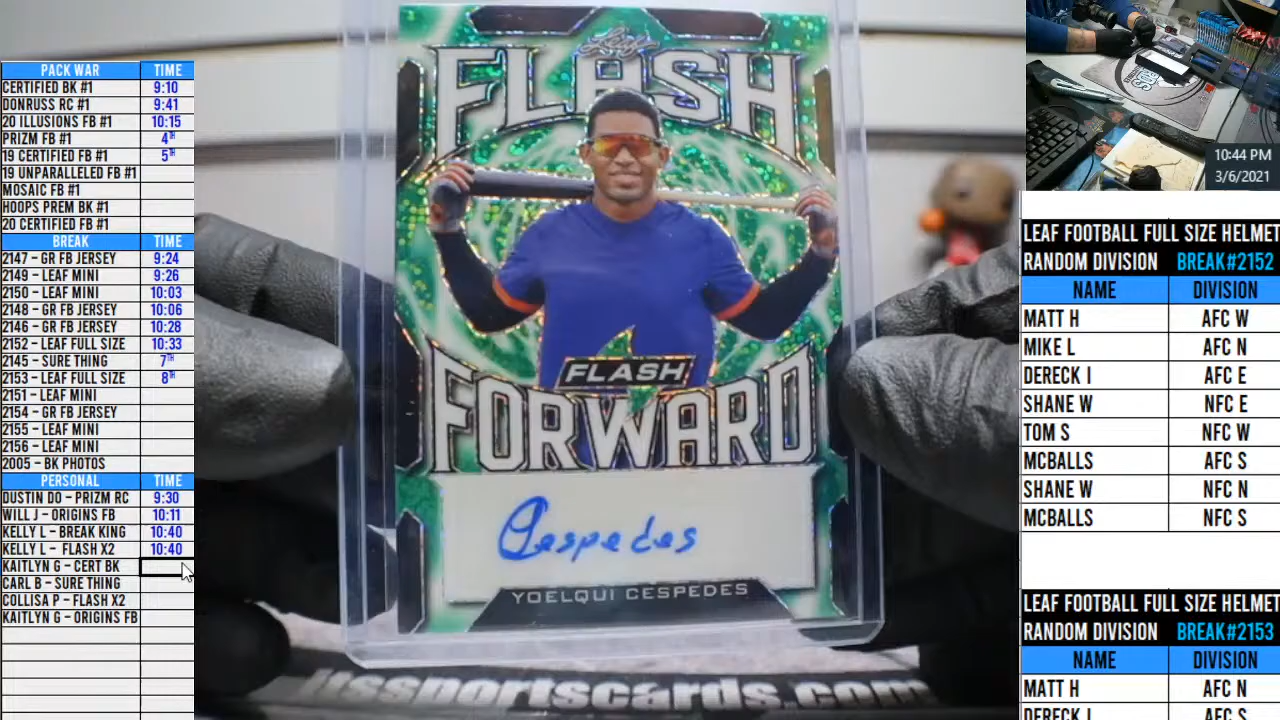 PACK WAR TIME
CERTIFIED BK #1 9:10
DONRUSS RC #1 9:41
20 ILLUSIONS FB #1 10:15
PRIZM FB #1 4TH
19 CERTIFIED FB #1 5TH
19 UNPARALLELED FB #1
MOSAIC FB #1
HOOPS PREM BK #1
20 CERTIFIED FB #1
BREAK TIME
2147 – GR FB JERSEY 9:24
2149 – LEAF MINI 9:26
2150 – LEAF MINI 10:03
2148 – GR FB JERSEY 10:06
2146 – GR FB JERSEY 10:28
2152 – LEAF FULL SIZE 10:33
2145 – SURE THING 7TH
2153 – LEAF FULL SIZE 8TH
2151 – LEAF MINI
2154 – GR FB JERSEY
2155 – LEAF MINI
2156 – LEAF MINI
2005 – BK PHOTOS
PERSONAL TIME
DUSTIN DO – PRIZM RC 9:30
WILL J – ORIGINS FB 10:11
KELLY L – BREAK KING 10:40
KELLY L – FLASH X2 10:40
KAITLYN G – CERT BK
CARL B – SURE THING
COLLISA P – FLASH X2
KAITLYN G – ORIGINS FB
Leaf
FLASH
FLASH
FORWARD
Cespedes
YOELQUI CESPEDES
itssportscards.com
10:44 PM
3/6/2021
LEAF FOOTBALL FULL SIZE HELMET
RANDOM DIVISION BREAK#2152
NAME DIVISION
MATT H AFC W
MIKE L AFC N
DERECK I AFC E
SHANE W NFC E
TOM S NFC W
MCBALLS AFC S
SHANE W NFC N
MCBALLS NFC S
LEAF FOOTBALL FULL SIZE HELMET
RANDOM DIVISION BREAK#2153
NAME DIVISION
MATT H AFC N
DERECK I AFC S